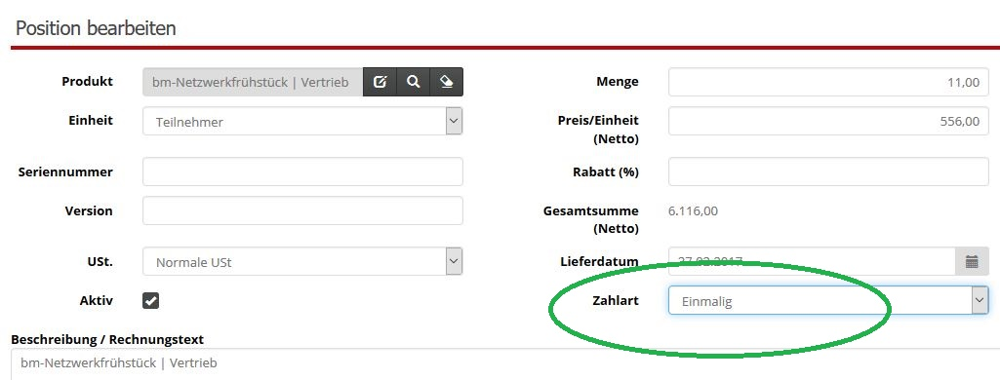 Position bearbeiten
Produkt bm-Netzwerkfrühstück | Vertrieb
Menge 11,00
Einheit Teilnehmer
Preis/Einheit (Netto) 556,00
Seriennummer
Rabatt (%)
Version
Gesamtsumme (Netto) 6.116,00
USt. Normale USt
Lieferdatum 27.02.2017
Aktiv
Zahlart Einmalig
Beschreibung / Rechnungstext
bm-Netzwerkfrühstück | Vertrieb